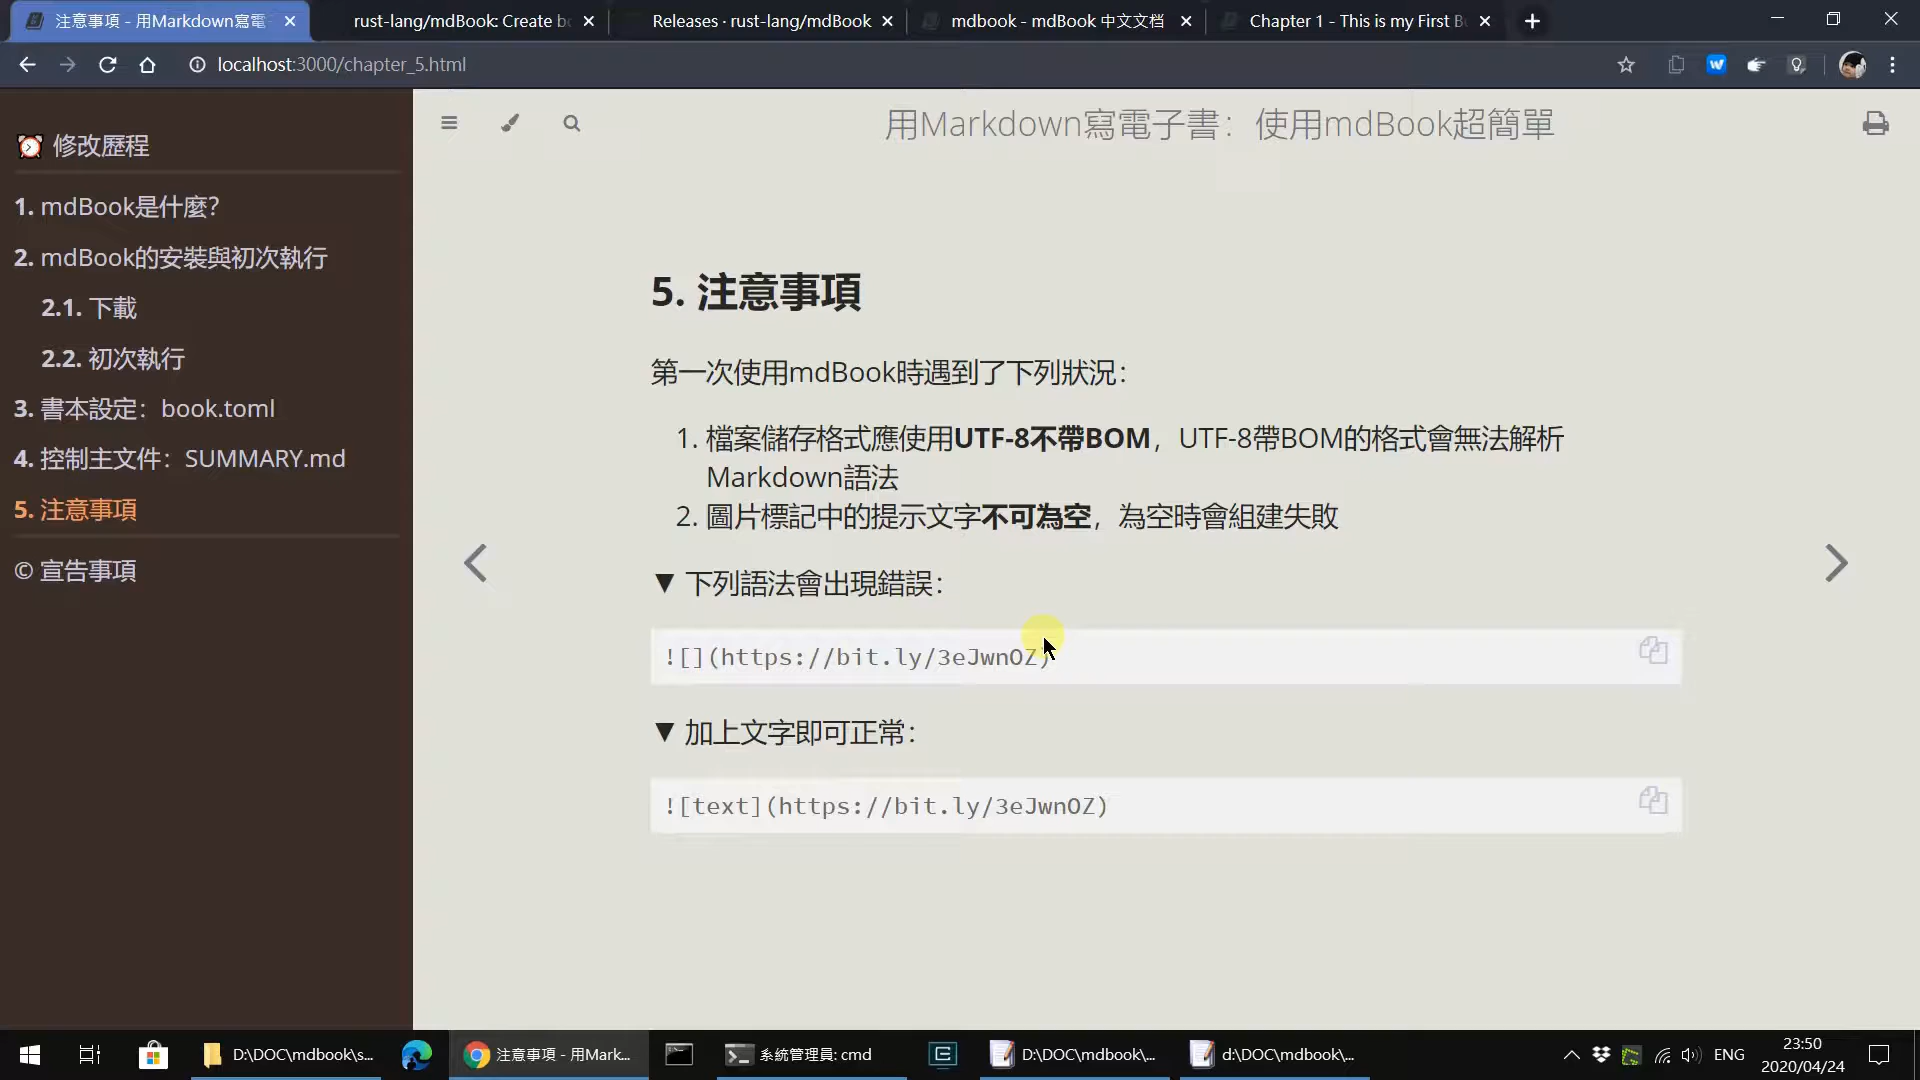 注意事項 - 用Markdown寫電
rust-lang/mdBook: Create bo
Releases · rust-lang/mdBook
mdbook - mdBook 中文文档
Chapter 1 - This is my First B
localhost:3000/chapter_5.html
用Markdown寫電子書：使用mdBook超簡單
修改歷程
1. mdBook是什麼?
2. mdBook的安裝與初次執行
2.1. 下載
2.2. 初次執行
3. 書本設定：book.toml
4. 控制主文件：SUMMARY.md
5. 注意事項
© 宣告事項
5. 注意事項
第一次使用mdBook時遇到了下列狀況：
1. 檔案儲存格式應使用UTF-8不帶BOM，UTF-8帶BOM的格式會無法解析
Markdown語法
2. 圖片標記中的提示文字不可為空，為空時會組建失敗
▼ 下列語法會出現錯誤：
![](https://bit.ly/3eJwnOZ)
▼ 加上文字即可正常：
![text](https://bit.ly/3eJwnOZ)
D:\DOC\mdbook\s...
注意事項 - 用Mark...
系統管理員: cmd
D:\DOC\mdbook\...
d:\DOC\mdbook\...
ENG
23:50
2020/04/24